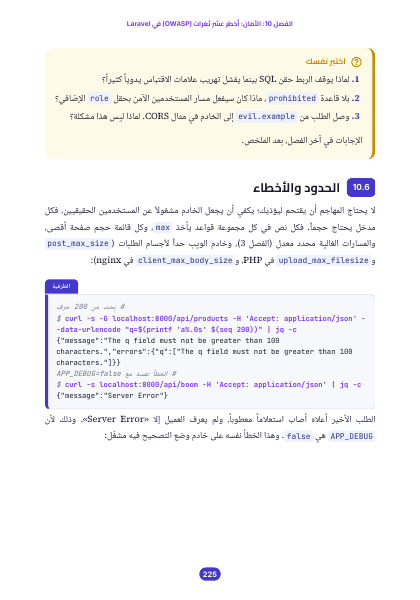 الفصل 10: الأمان: أخطر عشر ثغرات (OWASP) في Laravel
اختبر نفسك
1. لماذا يوقف الربط حقن SQL بينما يفشل تهريب علامات الاقتباس يدوياً كثيراً؟
2. بلا قاعدة prohibited، ماذا كان سيفعل مسار المستخدمين الآمن بحقل role الإضافي؟
3. وصل الطلب من evil.example إلى الخادم في مثال CORS. لماذا ليس هذا مشكلة؟
الإجابات في آخر الفصل، بعد الملخص.
10.6 الحدود والأخطاء
لا يحتاج المهاجم أن يقتحم ليؤذيك؛ يكفي أن يجعل الخادم مشغولاً عن المستخدمين الحقيقيين. فكل
مدخل يحتاج حجماً. فكل نص في كل مجموعة قواعد يأخذ max، وكل قائمة حجم صفحة أقصى،
والمسارات الغالية محدد معدل (الفصل 3)، وخادم الويب حداً لأجسام الطلبات (post_max_size
و upload_max_filesize في PHP، و client_max_body_size في nginx):
الطرفية
# بحث من 200 حرف
$ curl -s -G localhost:8000/api/products -H 'Accept: application/json' -
-data-urlencode "q=$(printf 'a%.0s' $(seq 200))" | jq -c
{"message":"The q field must not be greater than 100
characters.","errors":{"q":["The q field must not be greater than 100
characters."]}}
# الخطأ نفسه مع APP_DEBUG=false
$ curl -s localhost:8000/api/boom -H 'Accept: application/json' | jq -c
{"message":"Server Error"}
الطلب الأخير أعلاه أصاب استعلاماً معطوباً، ولم يعرف العميل إلا «Server Error». وذلك لأن
APP_DEBUG هي false. وهذا الخطأ نفسه على خادم وضع التصحيح فيه مشغّل:
225